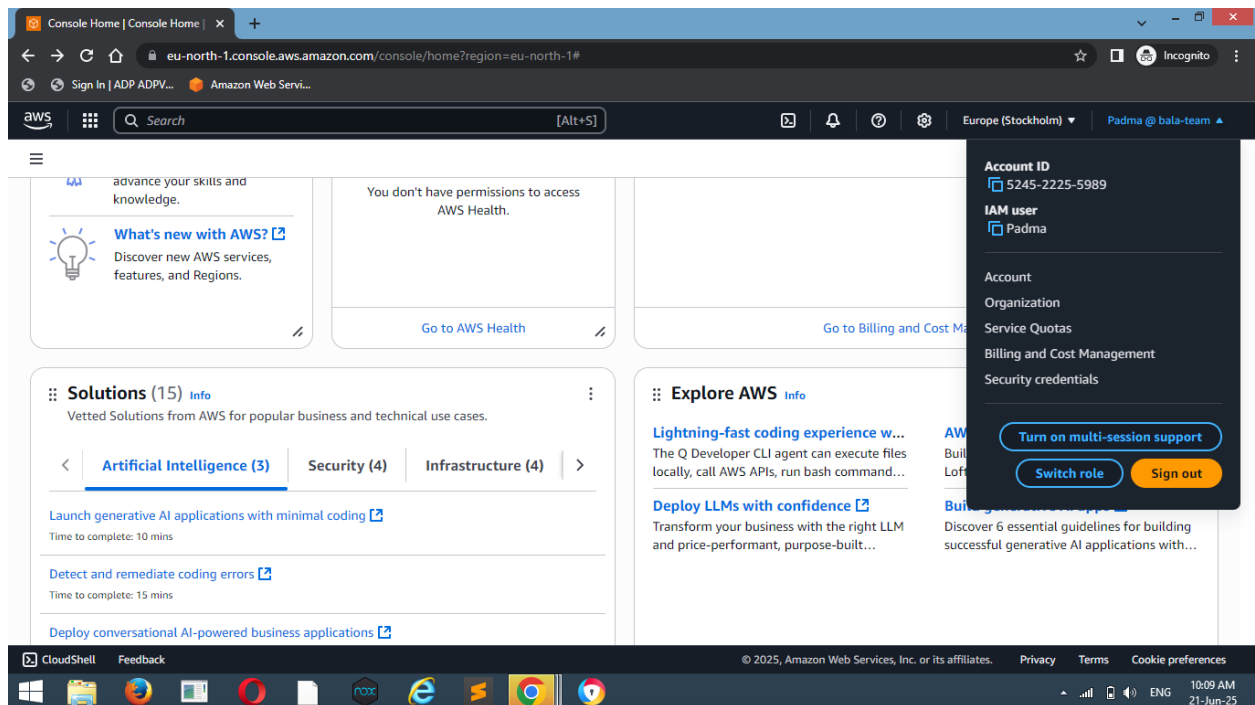 Console Home | Console Home |
eu-north-1.console.aws.amazon.com/console/home?region=eu-north-1#
Incognito
Sign In | ADP ADPV...
Amazon Web Servi...
aws
Search
[Alt+S]
Europe (Stockholm)
Padma @ bala-team
advance your skills and
knowledge.
What's new with AWS?
Discover new AWS services,
features, and Regions.
You don't have permissions to access
AWS Health.
Go to AWS Health
Go to Billing and Cost Ma
Account ID
5245-2225-5989
IAM user
Padma
Account
Organization
Service Quotas
Billing and Cost Management
Security credentials
Turn on multi-session support
Switch role
Sign out
Solutions (15) Info
Vetted Solutions from AWS for popular business and technical use cases.
Artificial Intelligence (3)
Security (4)
Infrastructure (4)
Launch generative AI applications with minimal coding
Time to complete: 10 mins
Detect and remediate coding errors
Time to complete: 15 mins
Deploy conversational AI-powered business applications
Explore AWS Info
Lightning-fast coding experience w...
The Q Developer CLI agent can execute files
locally, call AWS APIs, run bash command...
Deploy LLMs with confidence
Transform your business with the right LLM
and price-performant, purpose-built...
AW
Buil
Loft
Discover 6 essential guidelines for building
successful generative AI applications with...
CloudShell
Feedback
© 2025, Amazon Web Services, Inc. or its affiliates.
Privacy
Terms
Cookie preferences
nox
ENG
10:09 AM
21-Jun-25